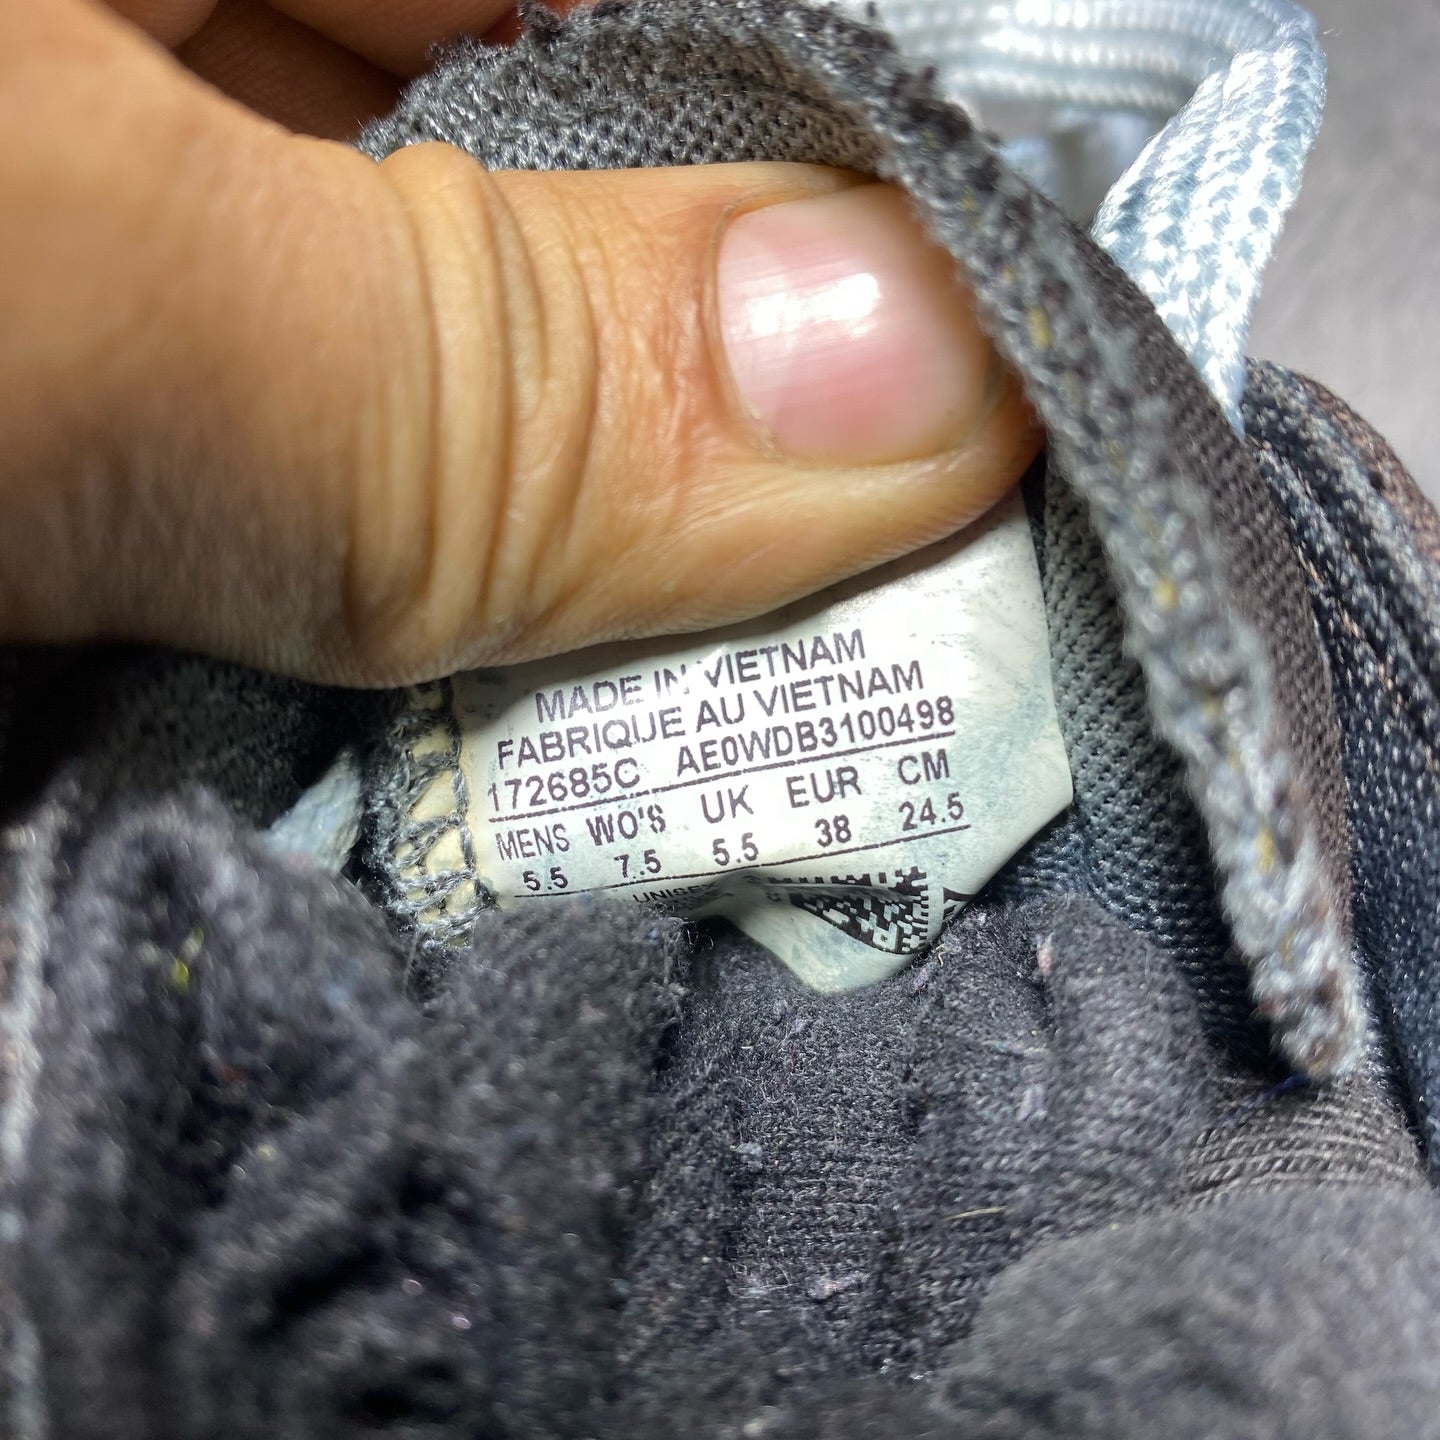 MADE IN VIETNAM
FABRIQUE AU VIETNAM
172685C AE0WDB3100498
MENS WO'S UK EUR CM
5.5 7.5 5.5 38 24.5